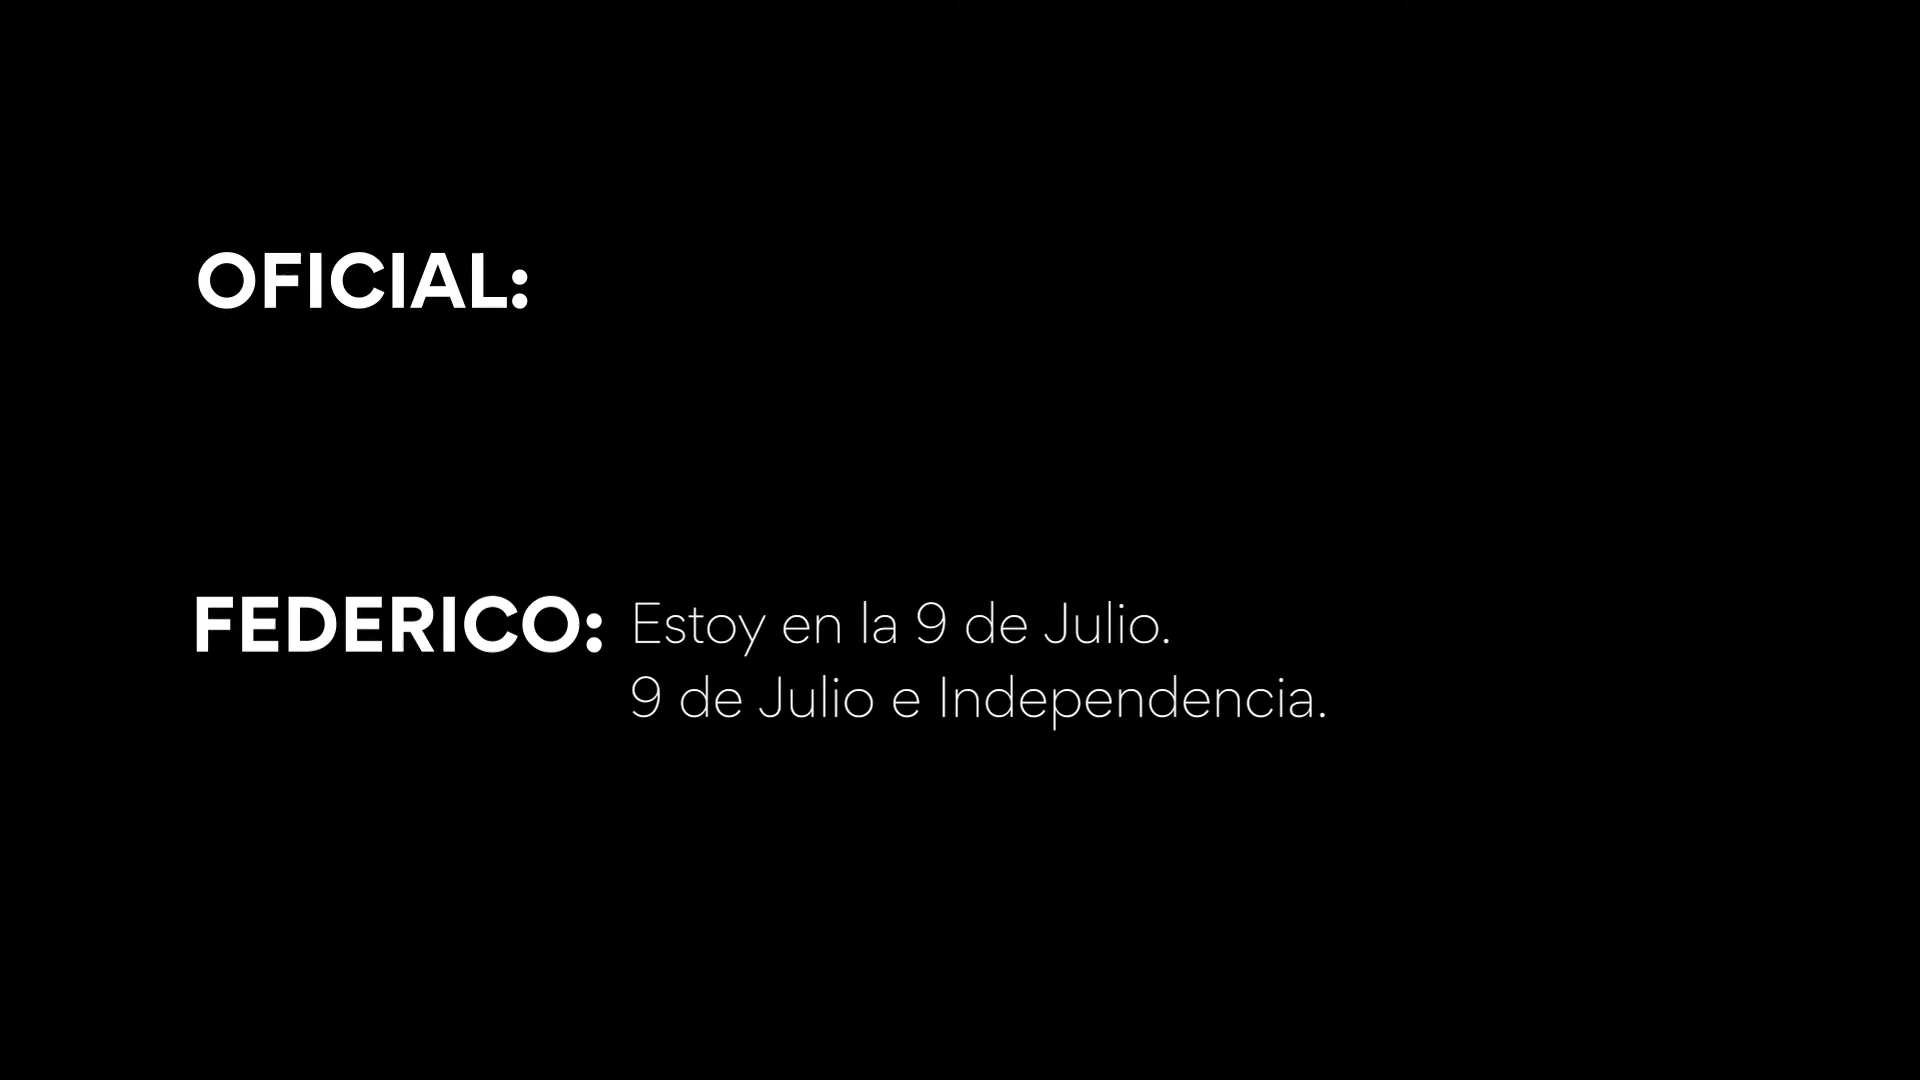 OFICIAL:
FEDERICO: Estoy en la 9 de Julio.
9 de Julio e Independencia.